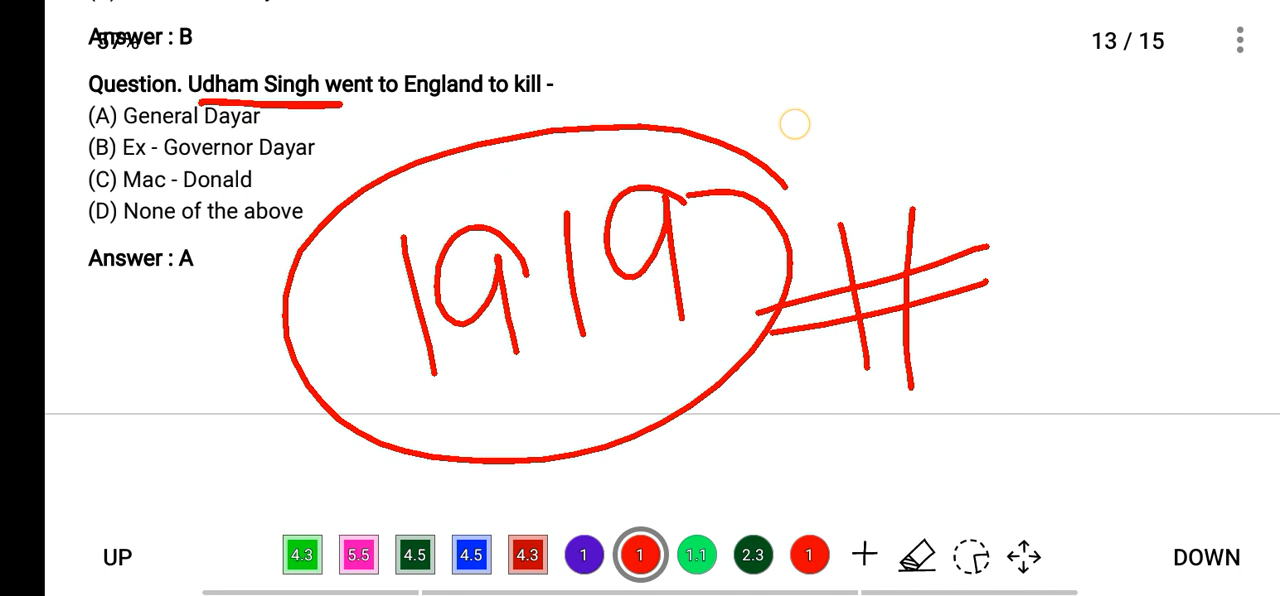 Answer : B
57%
13 / 15
Question. Udham Singh went to England to kill -
(A) General Dayar
(B) Ex - Governor Dayar
(C) Mac - Donald
(D) None of the above
Answer : A
1919
UP
4.3 5.5 4.5 4.5 4.3 1 1 1.1 2.3 1
DOWN